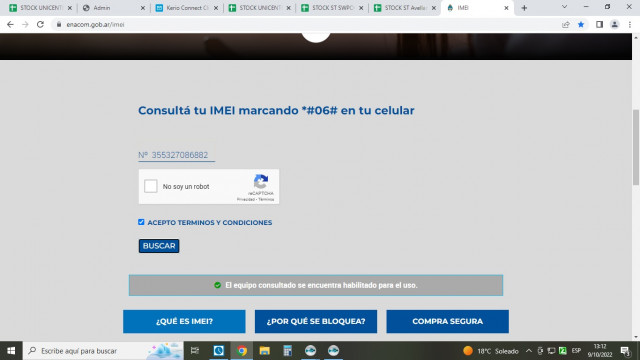 STOCK UNICENT
Admin
Kerio Connect Cl
STOCK UNICENT
STOCK ST SWPO
STOCK ST Avella
IMEI
enacom.gob.ar/imei
Consultá tu IMEI marcando *#06# en tu celular
Nº 355327086882
No soy un robot
reCAPTCHA
Privacidad - Términos
ACEPTO TERMINOS Y CONDICIONES
BUSCAR
El equipo consultado se encuentra habilitado para el uso.
¿QUÉ ES IMEI?
¿POR QUÉ SE BLOQUEA?
COMPRA SEGURA
Escribe aquí para buscar
18°C Soleado
ESP
13:12
9/10/2022